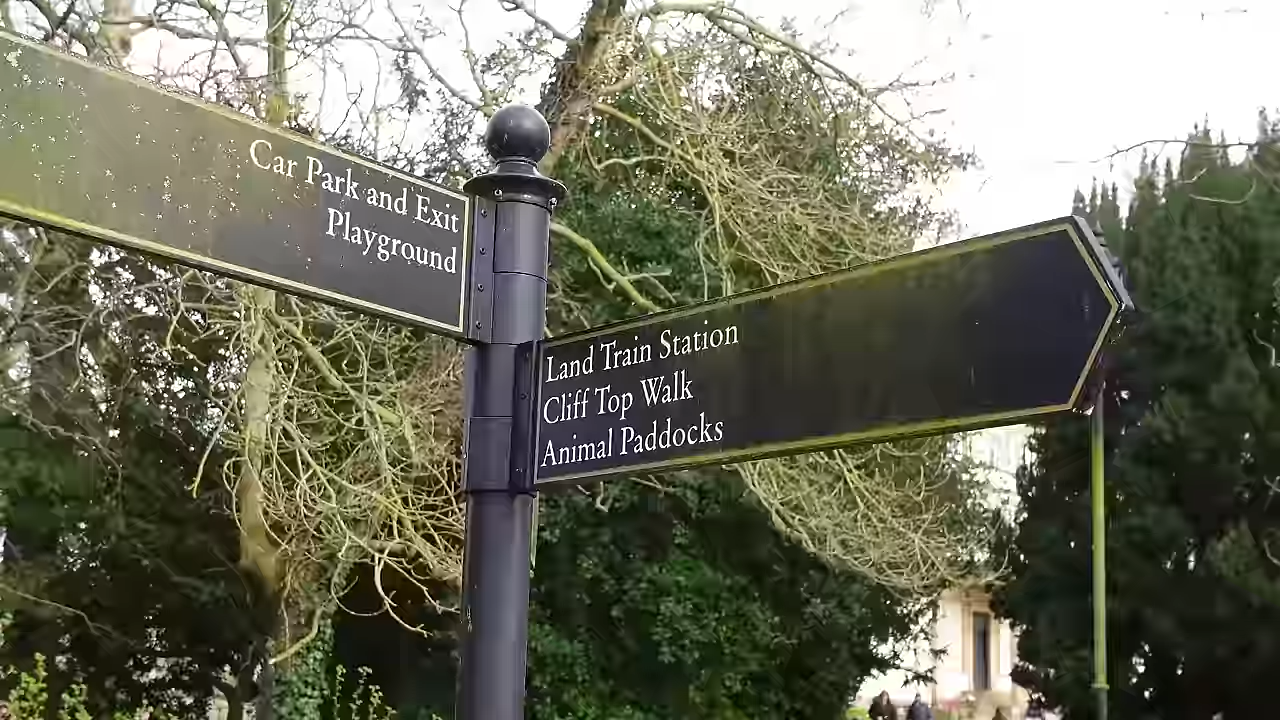 Car Park and Exit
Playground
Land Train Station
Cliff Top Walk
Animal Paddocks